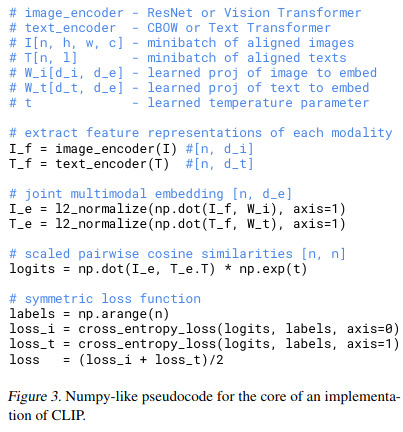 # image_encoder - ResNet or Vision Transformer
# text_encoder - CBOW or Text Transformer
# I[n, h, w, c] - minibatch of aligned images
# T[n, l] - minibatch of aligned texts
# W_i[d_i, d_e] - learned proj of image to embed
# W_t[d_t, d_e] - learned proj of text to embed
# t - learned temperature parameter
# extract feature representations of each modality
I_f = image_encoder(I) #[n, d_i]
T_f = text_encoder(T) #[n, d_t]
# joint multimodal embedding [n, d_e]
I_e = l2_normalize(np.dot(I_f, W_i), axis=1)
T_e = l2_normalize(np.dot(T_f, W_t), axis=1)
# scaled pairwise cosine similarities [n, n]
logits = np.dot(I_e, T_e.T) * np.exp(t)
# symmetric loss function
labels = np.arange(n)
loss_i = cross_entropy_loss(logits, labels, axis=0)
loss_t = cross_entropy_loss(logits, labels, axis=1)
loss = (loss_i + loss_t)/2
Figure 3. Numpy-like pseudocode for the core of an implementa-
tion of CLIP.